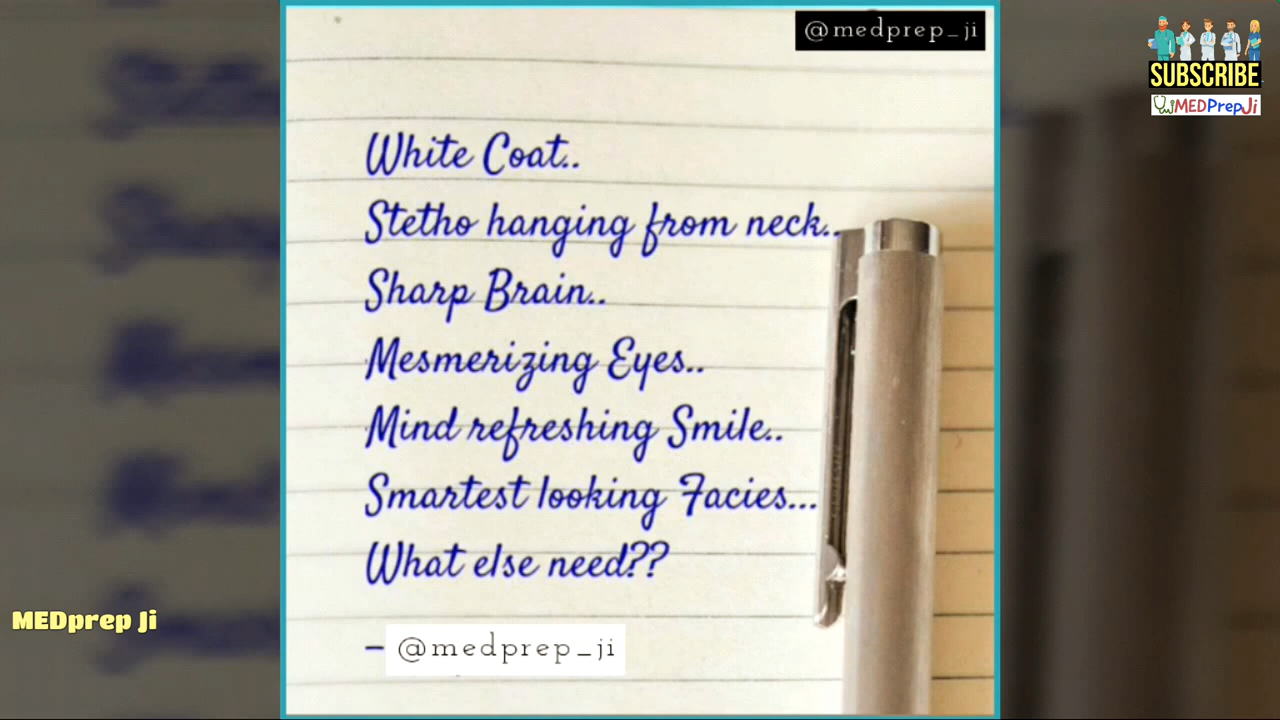 @medprep_ji
SUBSCRIBE
MEDPrepJi
White Coat..
Stetho hanging from neck..
Sharp Brain..
Mesmerizing Eyes..
Mind refreshing Smile..
Smartest looking Facies...
What else need??
- @medprep_ji
MEDprep Ji